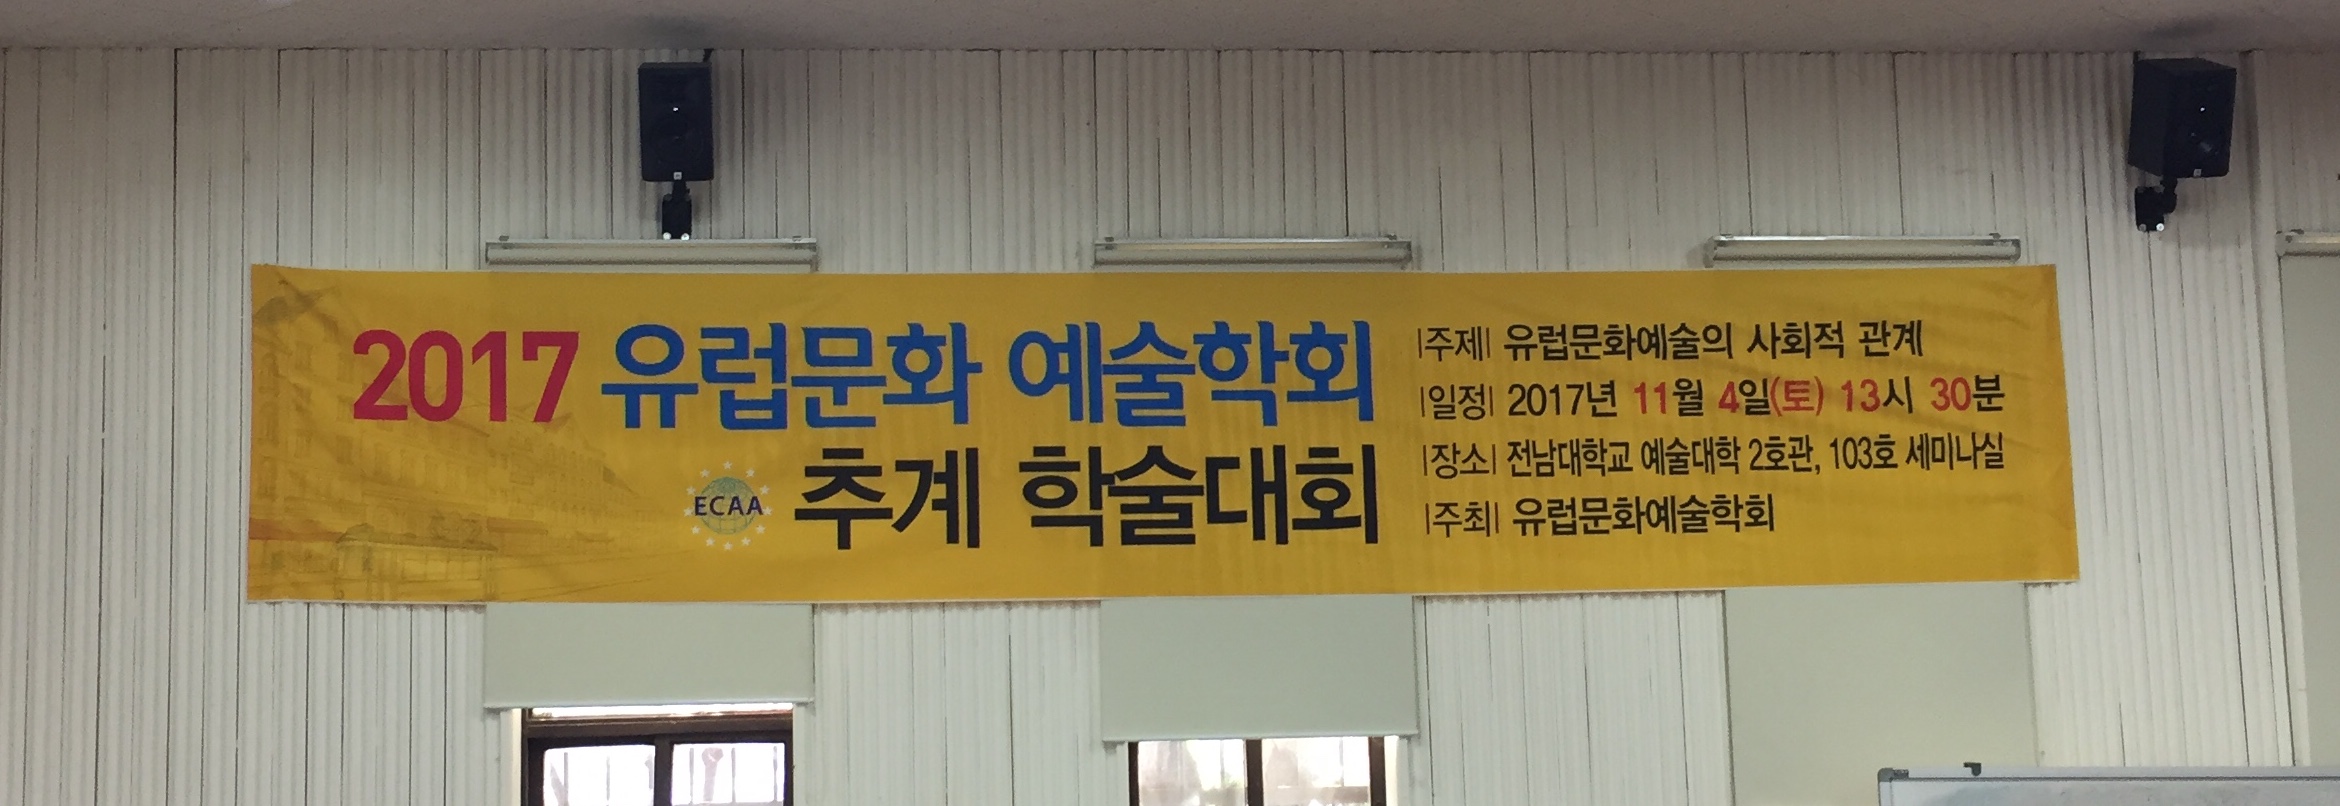 2017 유럽문화 예술학회
ECAA 추계 학술대회
|주제| 유럽문화예술의 사회적 관계
|일정| 2017년 11월 4일(토) 13시 30분
|장소| 전남대학교 예술대학 2호관, 103호 세미나실
|주최| 유럽문화예술학회